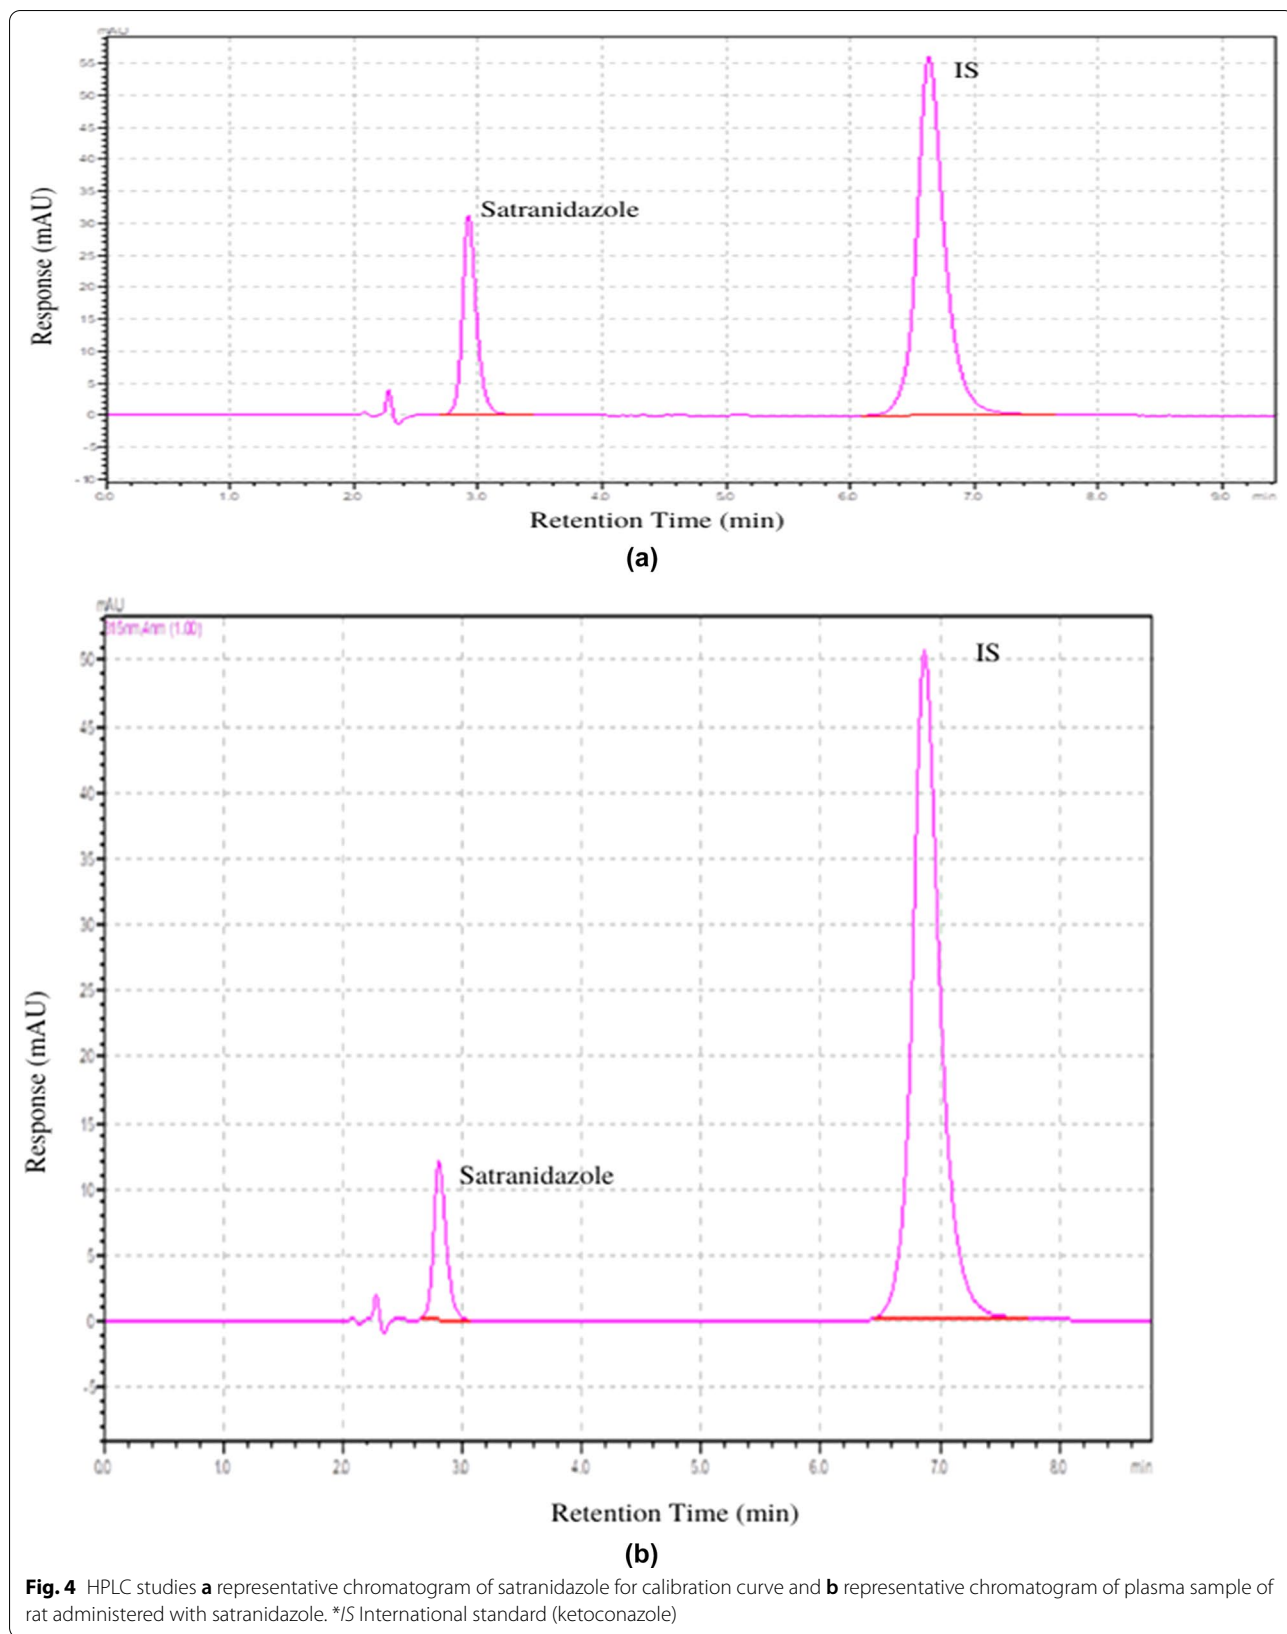 mAU
55
50
45
40
35
30
25
20
15
10
5
0
-5
-10
Response (mAU)
Satranidazole
IS
0.0 1.0 2.0 3.0 4.0 5.0 6.0 7.0 8.0 9.0 min
Retention Time (min)
(a)
mAU
(1.00)
50
45
40
35
30
25
20
15
10
5
0
-5
Response (mAU)
IS
Satranidazole
0.0 1.0 2.0 3.0 4.0 5.0 6.0 7.0 8.0 min
Retention Time (min)
(b)
Fig. 4 HPLC studies a representative chromatogram of satranidazole for calibration curve and b representative chromatogram of plasma sample of
rat administered with satranidazole. *IS International standard (ketoconazole)